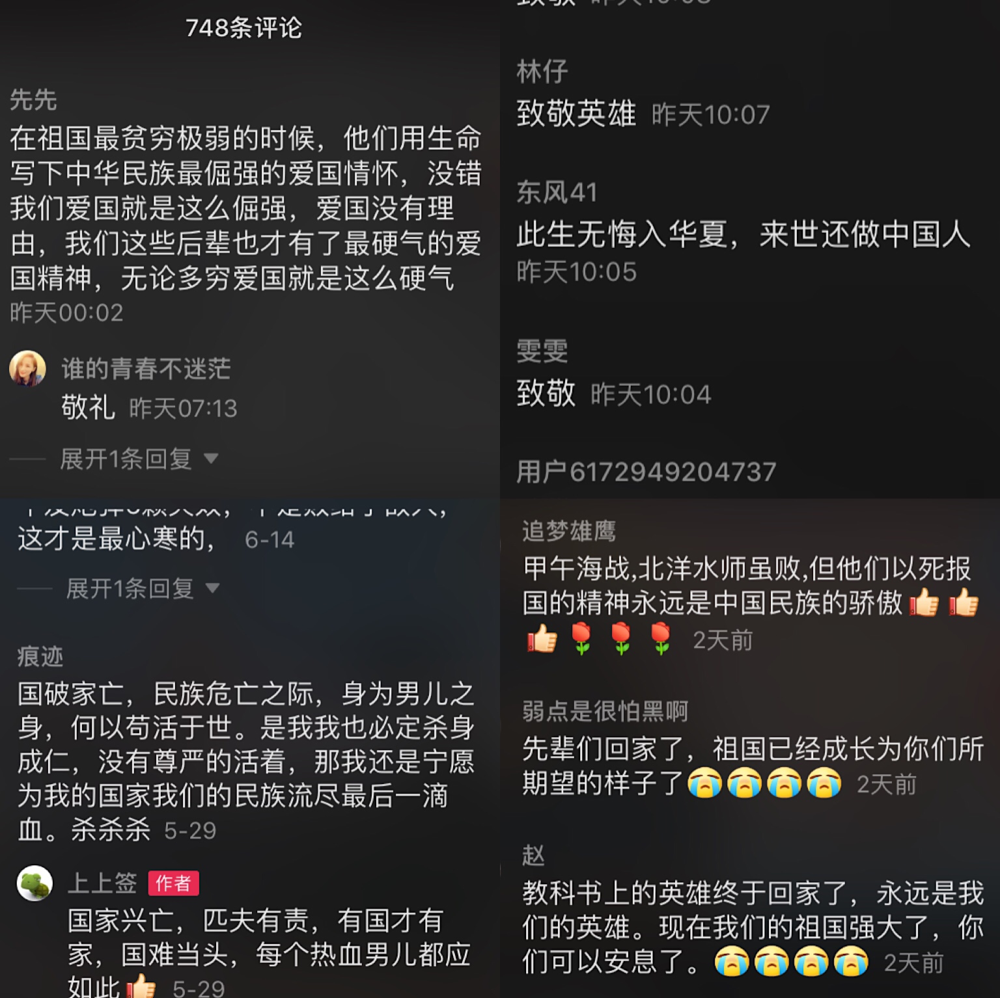 748条评论
先先
在祖国最贫穷极弱的时候，他们用生命
写下中华民族最倔强的爱国情怀，没错
我们爱国就是这么倔强，爱国没有理
由，我们这些后辈也才有了最硬气的爱
国精神，无论多穷爱国就是这么硬气
昨天00:02
谁的青春不迷茫
敬礼 昨天07:13
展开1条回复
致敬 昨天10:08
林仔
致敬英雄 昨天10:07
东风41
此生无悔入华夏，来世还做中国人
昨天10:05
雯雯
致敬 昨天10:04
用户6172949204737
这才是最心寒的， 6-14
展开1条回复
痕迹
国破家亡，民族危亡之际，身为男儿之
身，何以苟活于世。是我我也必定杀身
成仁，没有尊严的活着，那我还是宁愿
为我的国家我们的民族流尽最后一滴
血。杀杀杀 5-29
上上签 作者
国家兴亡，匹夫有责，有国才有
家，国难当头，每个热血男儿都应
如此👍 5-29
追梦雄鹰
甲午海战,北洋水师虽败,但他们以死报
国的精神永远是中国民族的骄傲👍👍
👍🌹🌹🌹 2天前
弱点是很怕黑啊
先辈们回家了，祖国已经成长为你们所
期望的样子了😭😭😭😭 2天前
赵
教科书上的英雄终于回家了，永远是我
们的英雄。现在我们的祖国强大了，你
们可以安息了。😭😭😭😭 2天前